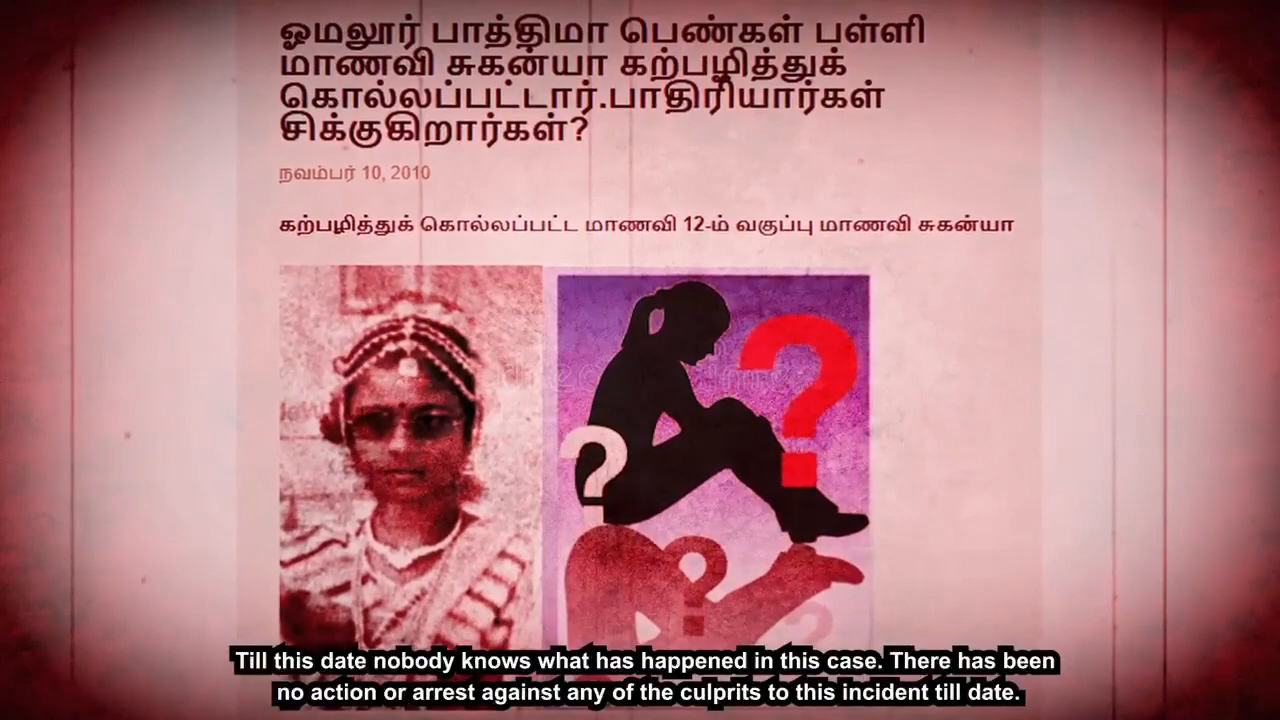 ஓமலூர் பாத்திமா பெண்கள் பள்ளி
மாணவி சுகன்யா கற்பழித்துக்
கொல்லப்பட்டார்.பாதிரியார்கள்
சிக்குகிறார்கள்?
நவம்பர் 10, 2010
கற்பழித்துக் கொல்லப்பட்ட மாணவி 12-ம் வகுப்பு மாணவி சுகன்யா
Till this date nobody knows what has happened in this case. There has been
no action or arrest against any of the culprits to this incident till date.